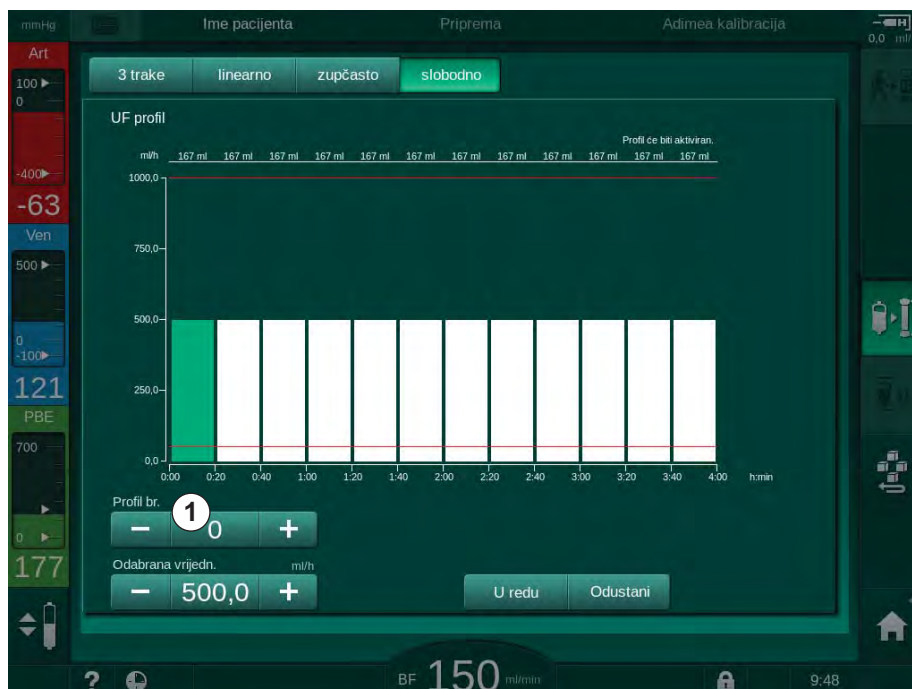 mmHg Ime pacijenta Priprema Adimea kalibracija
0,0 ml/
Art
100
0
-400
-63
Ven
500
0
-100
121
PBE
700
0
177
3 trake linearno zupčasto slobodno
UF profil
Profil će biti aktiviran.
ml/h 167 ml 167 ml 167 ml 167 ml 167 ml 167 ml 167 ml 167 ml 167 ml 167 ml 167 ml 167 ml
1000,0
750,0
500,0
250,0
0,0
0:00 0:20 0:40 1:00 1:20 1:40 2:00 2:20 2:40 3:00 3:20 3:40 4:00 h:min
Profil br.
1
− 0 +
Odabrana vrijedn. ml/h
− 500,0 +
U redu Odustani
? BF 150 ml/min 9:48